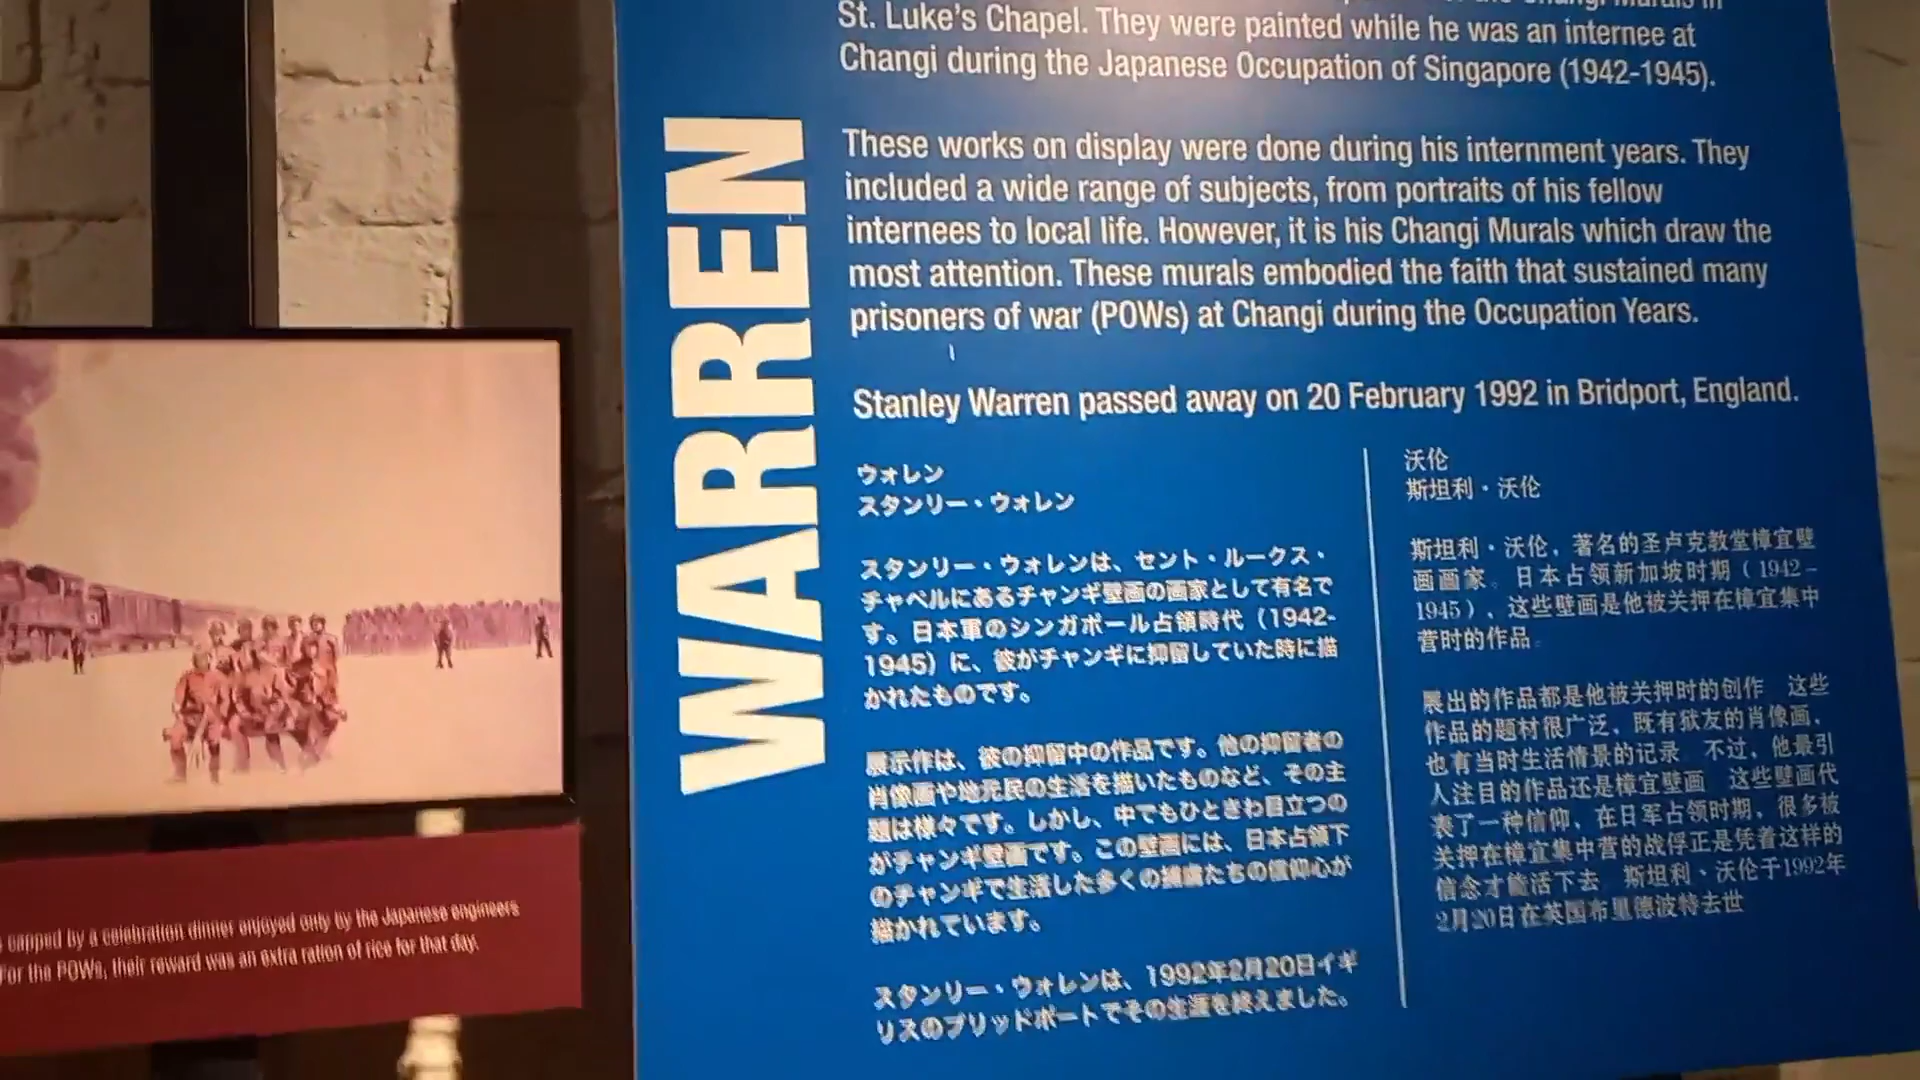 St. Luke's Chapel. They were painted while he was an internee at
Changi during the Japanese Occupation of Singapore (1942-1945).
These works on display were done during his internment years. They
included a wide range of subjects, from portraits of his fellow
internees to local life. However, it is his Changi Murals which draw the
most attention. These murals embodied the faith that sustained many
prisoners of war (POWs) at Changi during the Occupation Years.
Stanley Warren passed away on 20 February 1992 in Bridport, England.
WARREN
ウォレン
スタンリー・ウォレン
スタンリー・ウォレンは、セント・ルークス・
チャペルにあるチャンギ壁画の画家として有名で
す。日本軍のシンガポール占領時代（1942-
1945）に、彼がチャンギに抑留していた時に描
かれたものです。
展示作は、彼の抑留中の作品です。他の抑留者の
肖像画や地元民の生活を描いたものなど、その主
題は様々です。しかし、中でもひときわ目立つの
がチャンギ壁画です。この壁画には、日本占領下
のチャンギで生活した多くの捕虜たちの信仰心が
描かれています。
スタンリー・ウォレンは、1992年2月20日イギ
リスのブリッドポートでその生涯を終えました。
沃伦
斯坦利・沃伦
斯坦利・沃伦，著名的圣卢克教堂樟宜壁
画画家。日本占领新加坡时期（1942–
1945），这些壁画是他被关押在樟宜集中
营时的作品
展出的作品都是他被关押时的创作 这些
作品的题材很广泛，既有狱友的肖像画，
也有当时生活情景的记录 不过，他最引
人注目的作品还是樟宜壁画 这些壁画代
表了一种信仰，在日军占领时期，很多被
关押在樟宜集中营的战俘正是凭着这样的
信念才能活下去 斯坦利、沃伦于1992年
2月20日在英国布里德波特去世
capped by a celebration dinner enjoyed only by the Japanese engineers
For the POWs, their reward was an extra ration of rice for that day.